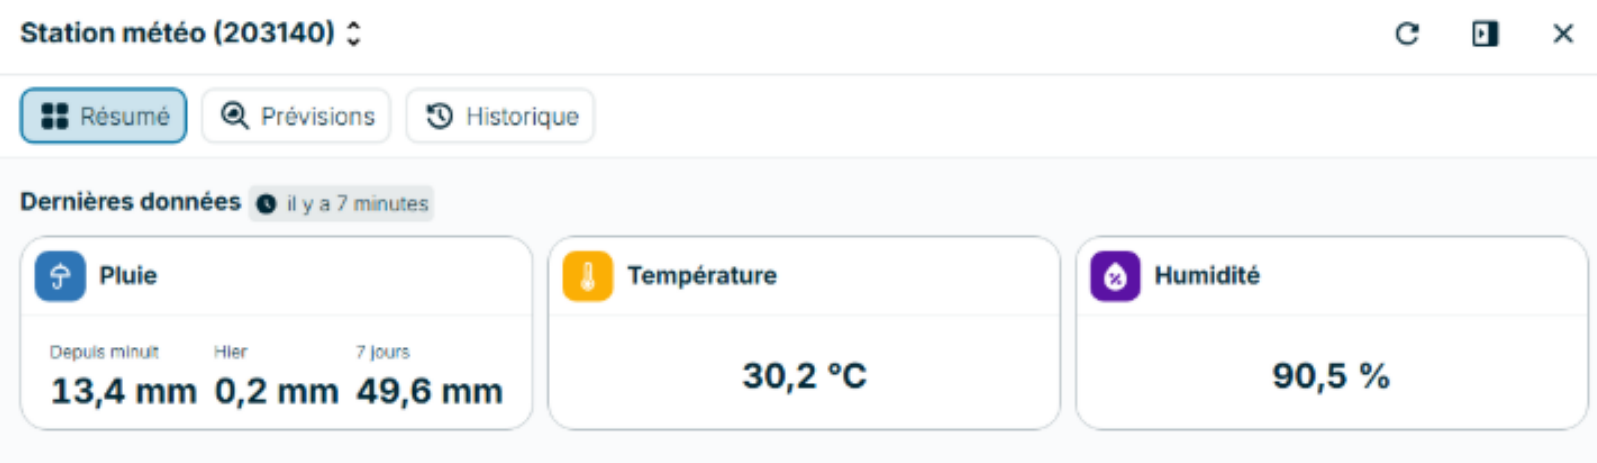 Station météo (203140)
Résumé Prévisions Historique
Dernières données il y a 7 minutes
Pluie
Depuis minuit Hier 7 jours
13,4 mm 0,2 mm 49,6 mm
Température
30,2 °C
Humidité
90,5 %